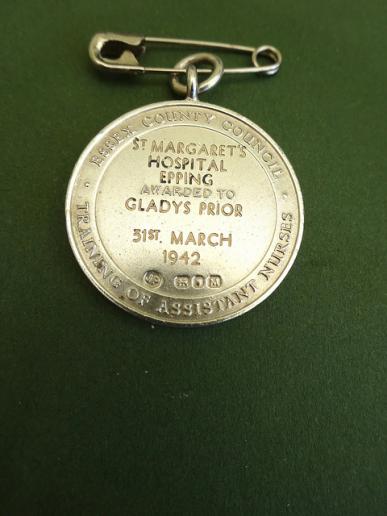 ESSEX COUNTY COUNCIL
ST MARGARET'S
HOSPITAL
EPPING
AWARDED TO
GLADYS PRIOR
31ST. MARCH
1942
TRAINING OF ASSISTANT NURSES